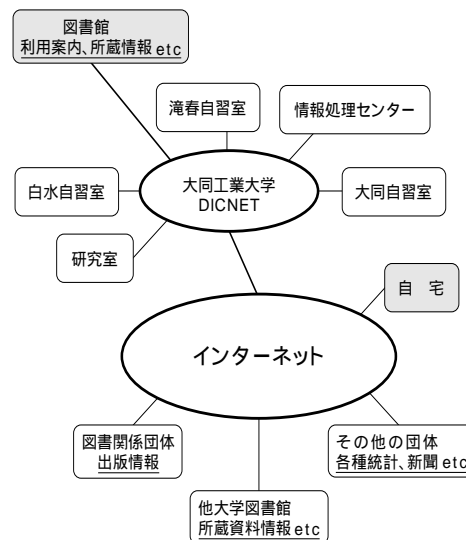 図書館
利用案内、所蔵情報 etc
滝春自習室
情報処理センター
白水自習室
大同工業大学
DICNET
大同自習室
研究室
自　宅
インターネット
図書関係団体
出版情報
その他の団体
各種統計、新聞 etc
他大学図書館
所蔵資料情報 etc